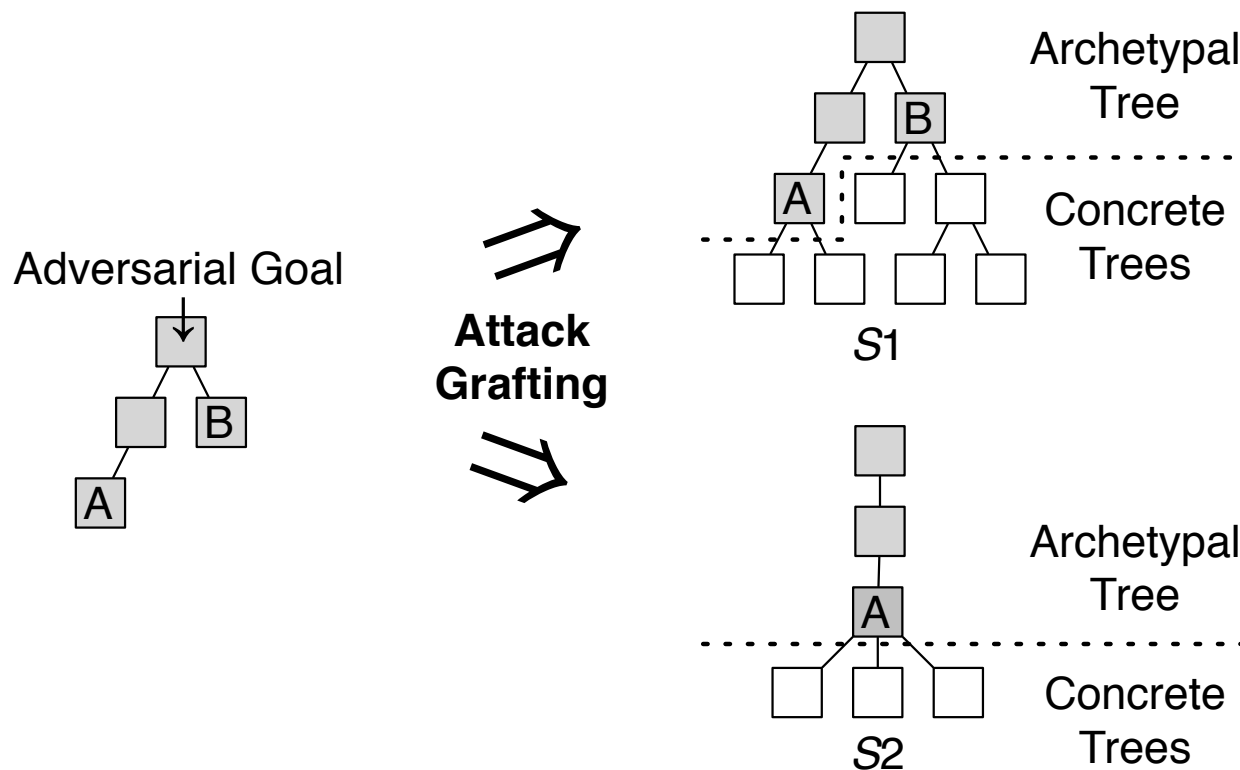 Adversarial Goal
B
A
Attack
Grafting
Archetypal
Tree
B
A
Concrete
Trees
S1
Archetypal
Tree
A
Concrete
Trees
S2